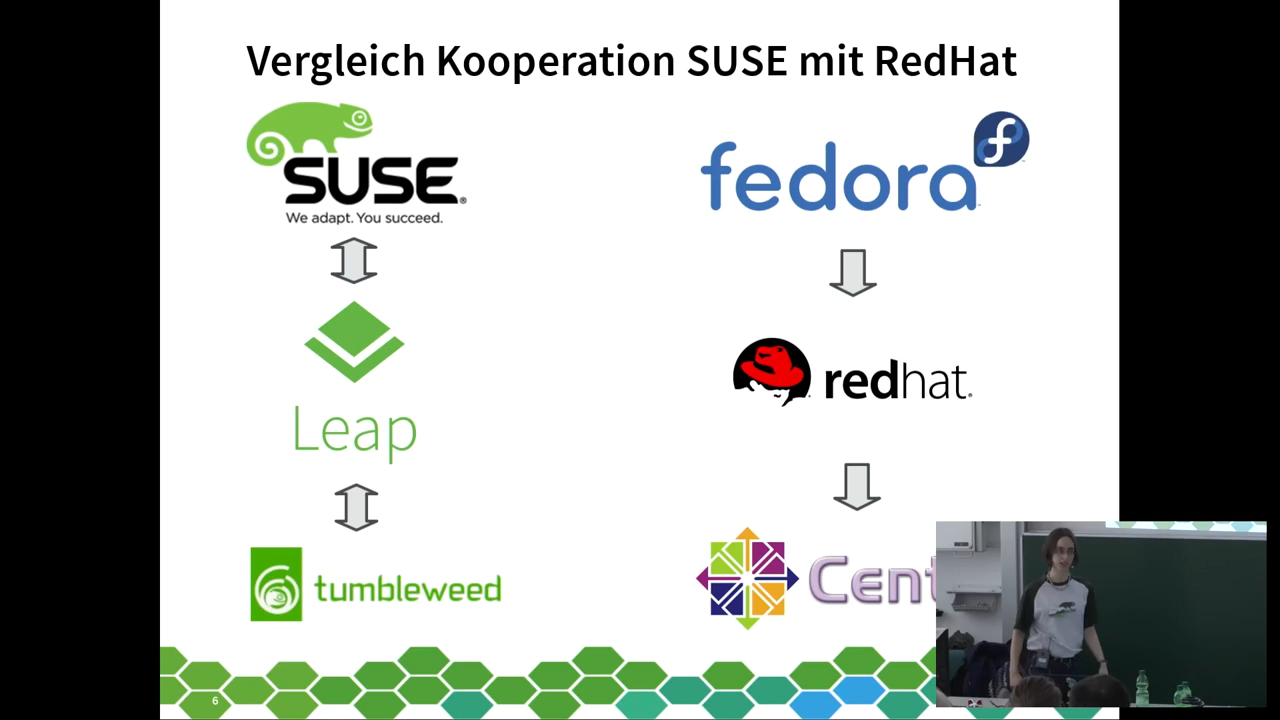 Vergleich Kooperation SUSE mit RedHat
SUSE®
We adapt. You succeed.
Leap
tumbleweed
fedora
redhat.
Cent
6